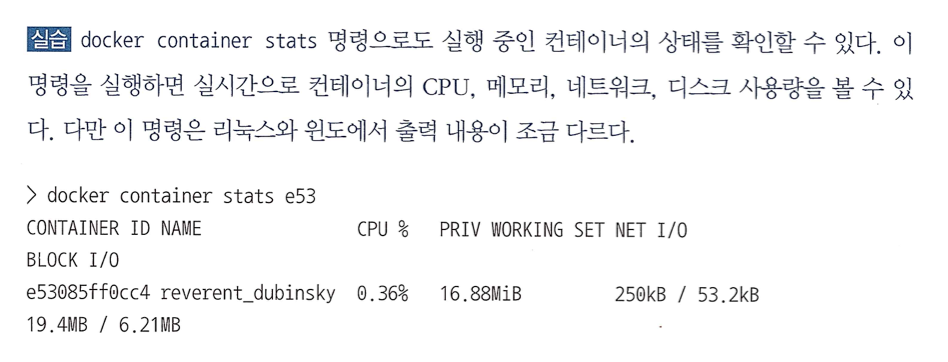 실습 docker container stats 명령으로도 실행 중인 컨테이너의 상태를 확인할 수 있다. 이
명령을 실행하면 실시간으로 컨테이너의 CPU, 메모리, 네트워크, 디스크 사용량을 볼 수 있
다. 다만 이 명령은 리눅스와 윈도에서 출력 내용이 조금 다르다.
> docker container stats e53
CONTAINER ID NAME CPU % PRIV WORKING SET NET I/O
BLOCK I/O
e53085ff0cc4 reverent_dubinsky 0.36% 16.88MiB 250kB / 53.2kB
19.4MB / 6.21MB